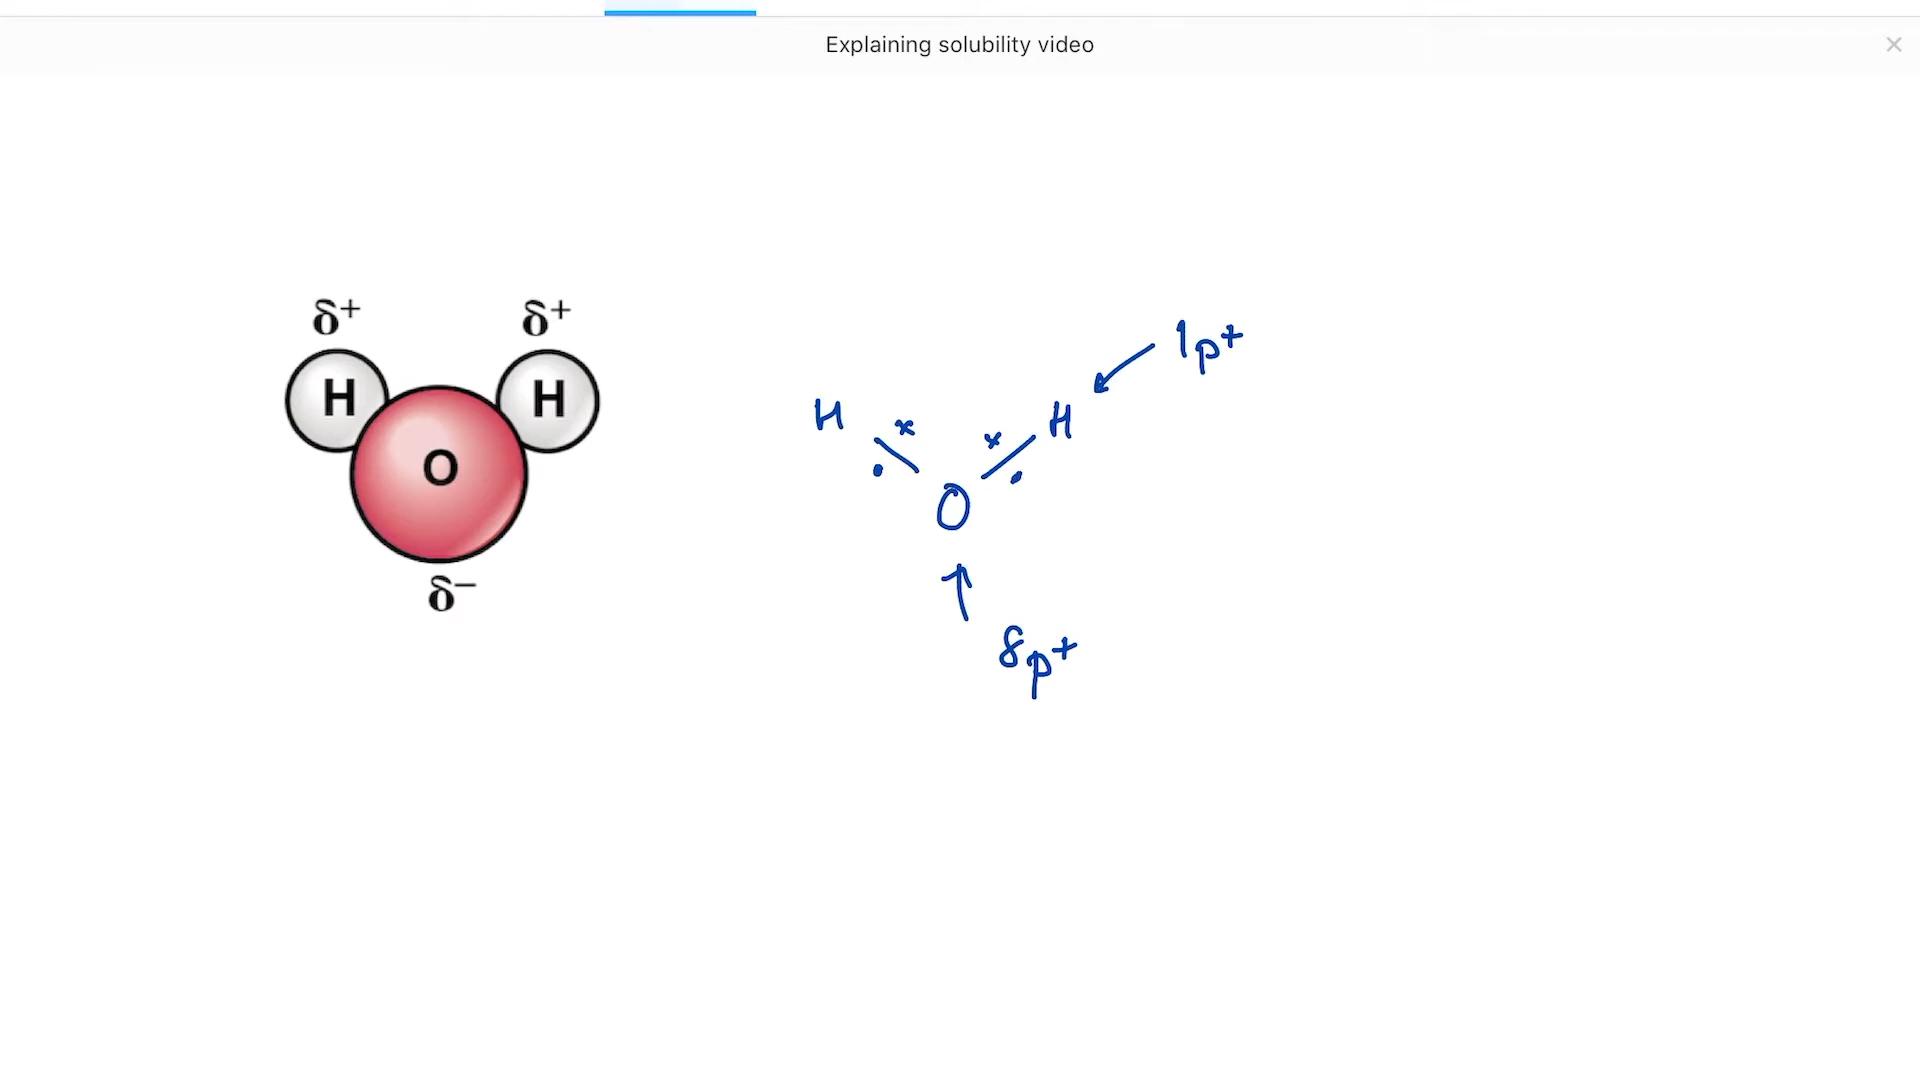 Explaining solubility video
δ+ δ+
H H
O
δ−
1p+
H H
O
8p+